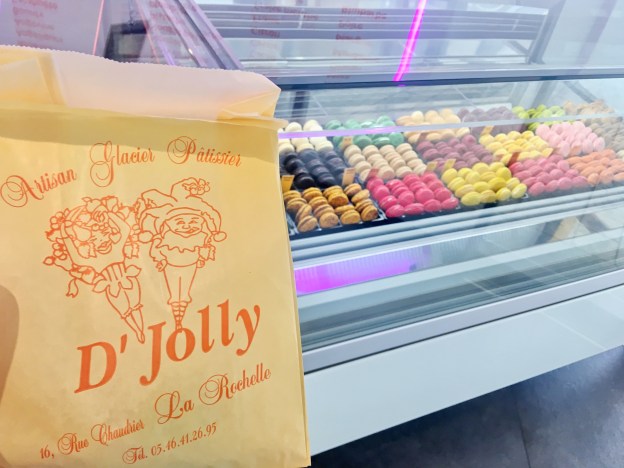 Artisan Glacier Pâtissier
D'Jolly
La Rochelle
16, Rue Chaudrier
Tél. 05.46.41.26.95